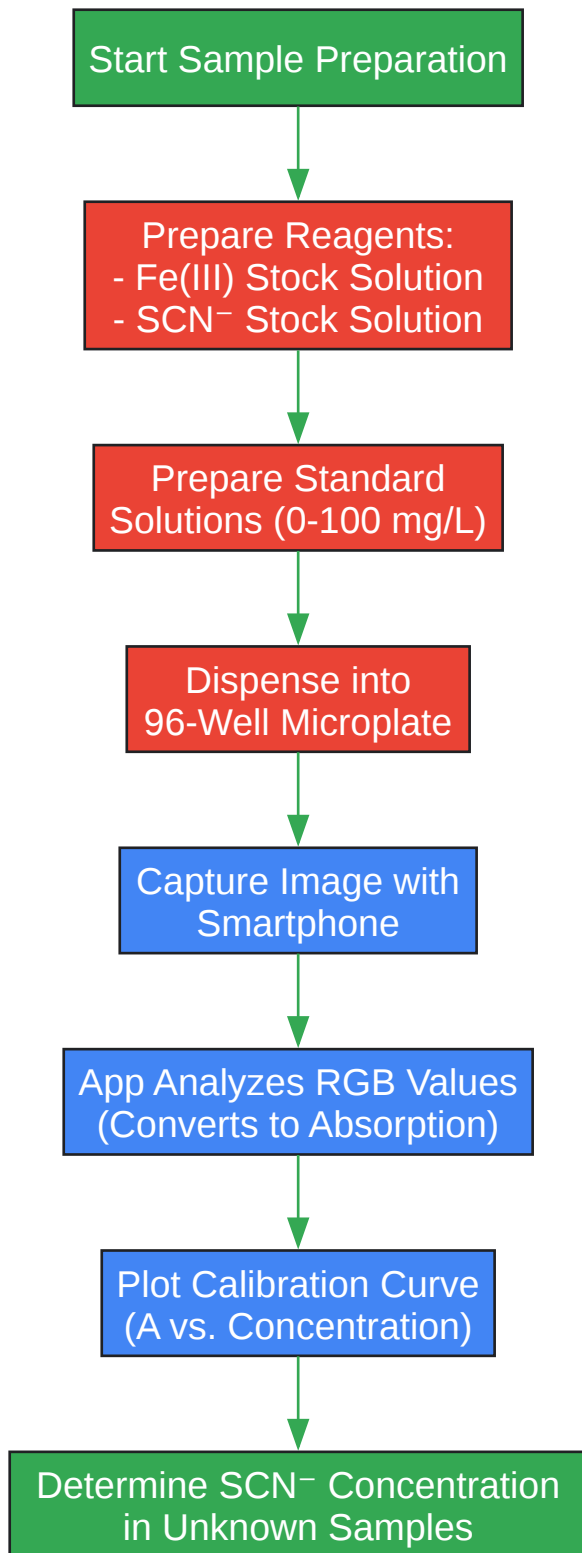 Start Sample Preparation
Prepare Reagents:
- Fe(III) Stock Solution
- SCN⁻ Stock Solution
Prepare Standard
Solutions (0-100 mg/L)
Dispense into
96-Well Microplate
Capture Image with
Smartphone
App Analyzes RGB Values
(Converts to Absorption)
Plot Calibration Curve
(A vs. Concentration)
Determine SCN⁻ Concentration
in Unknown Samples